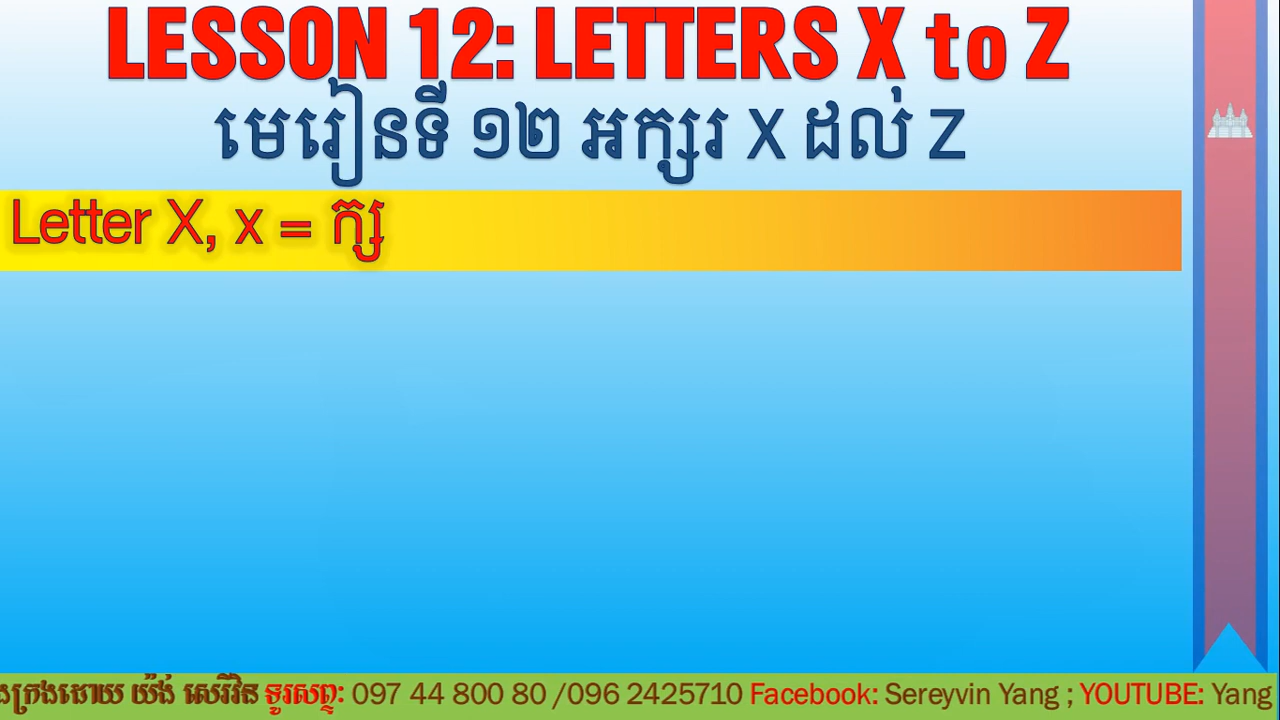 LESSON 12: LETTERS X to Z
មេរៀនទី ១២ អក្សរ X ដល់ Z
Letter X, x = ក្ស
ងក្រងដោយ យ៉ង់ សេរីវិន ទូរសព្ទ: 097 44 800 80 /096 2425710 Facebook: Sereyvin Yang ; YOUTUBE: Yang